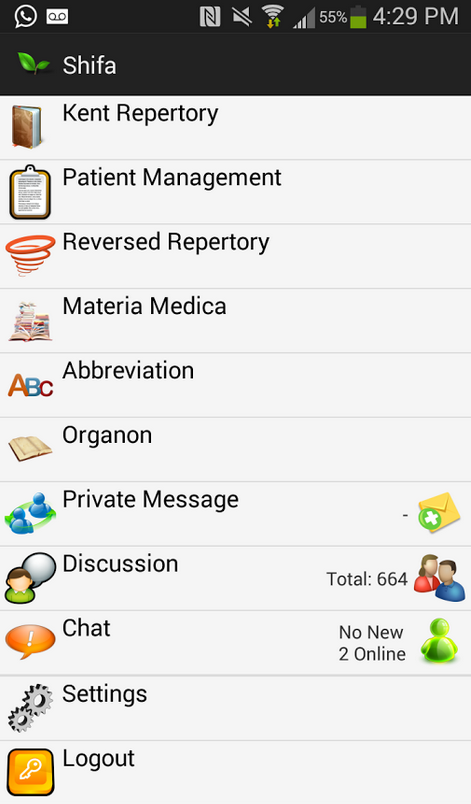 55% 4:29 PM
Shifa
Kent Repertory
Patient Management
Reversed Repertory
Materia Medica
ABC
Abbreviation
Organon
Private Message
-
Discussion
Total: 664
Chat
No New
2 Online
Settings
Logout